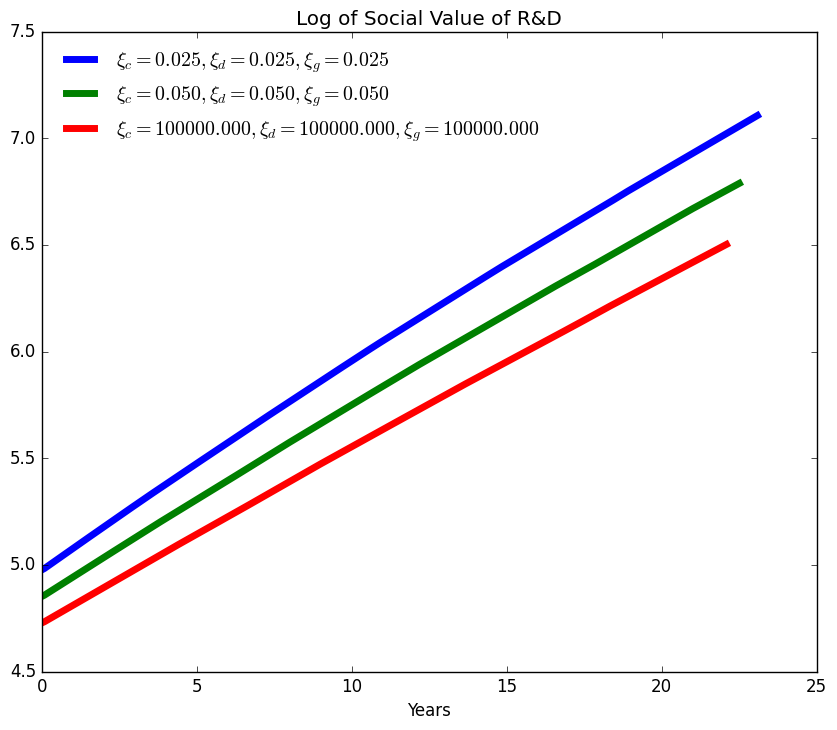 Log of Social Value of R&D
7.5
7.0
6.5
6.0
5.5
5.0
4.5
ξc = 0.025, ξd = 0.025, ξg = 0.025
ξc = 0.050, ξd = 0.050, ξg = 0.050
ξc = 100000.000, ξd = 100000.000, ξg = 100000.000
0 5 10 15 20 25
Years